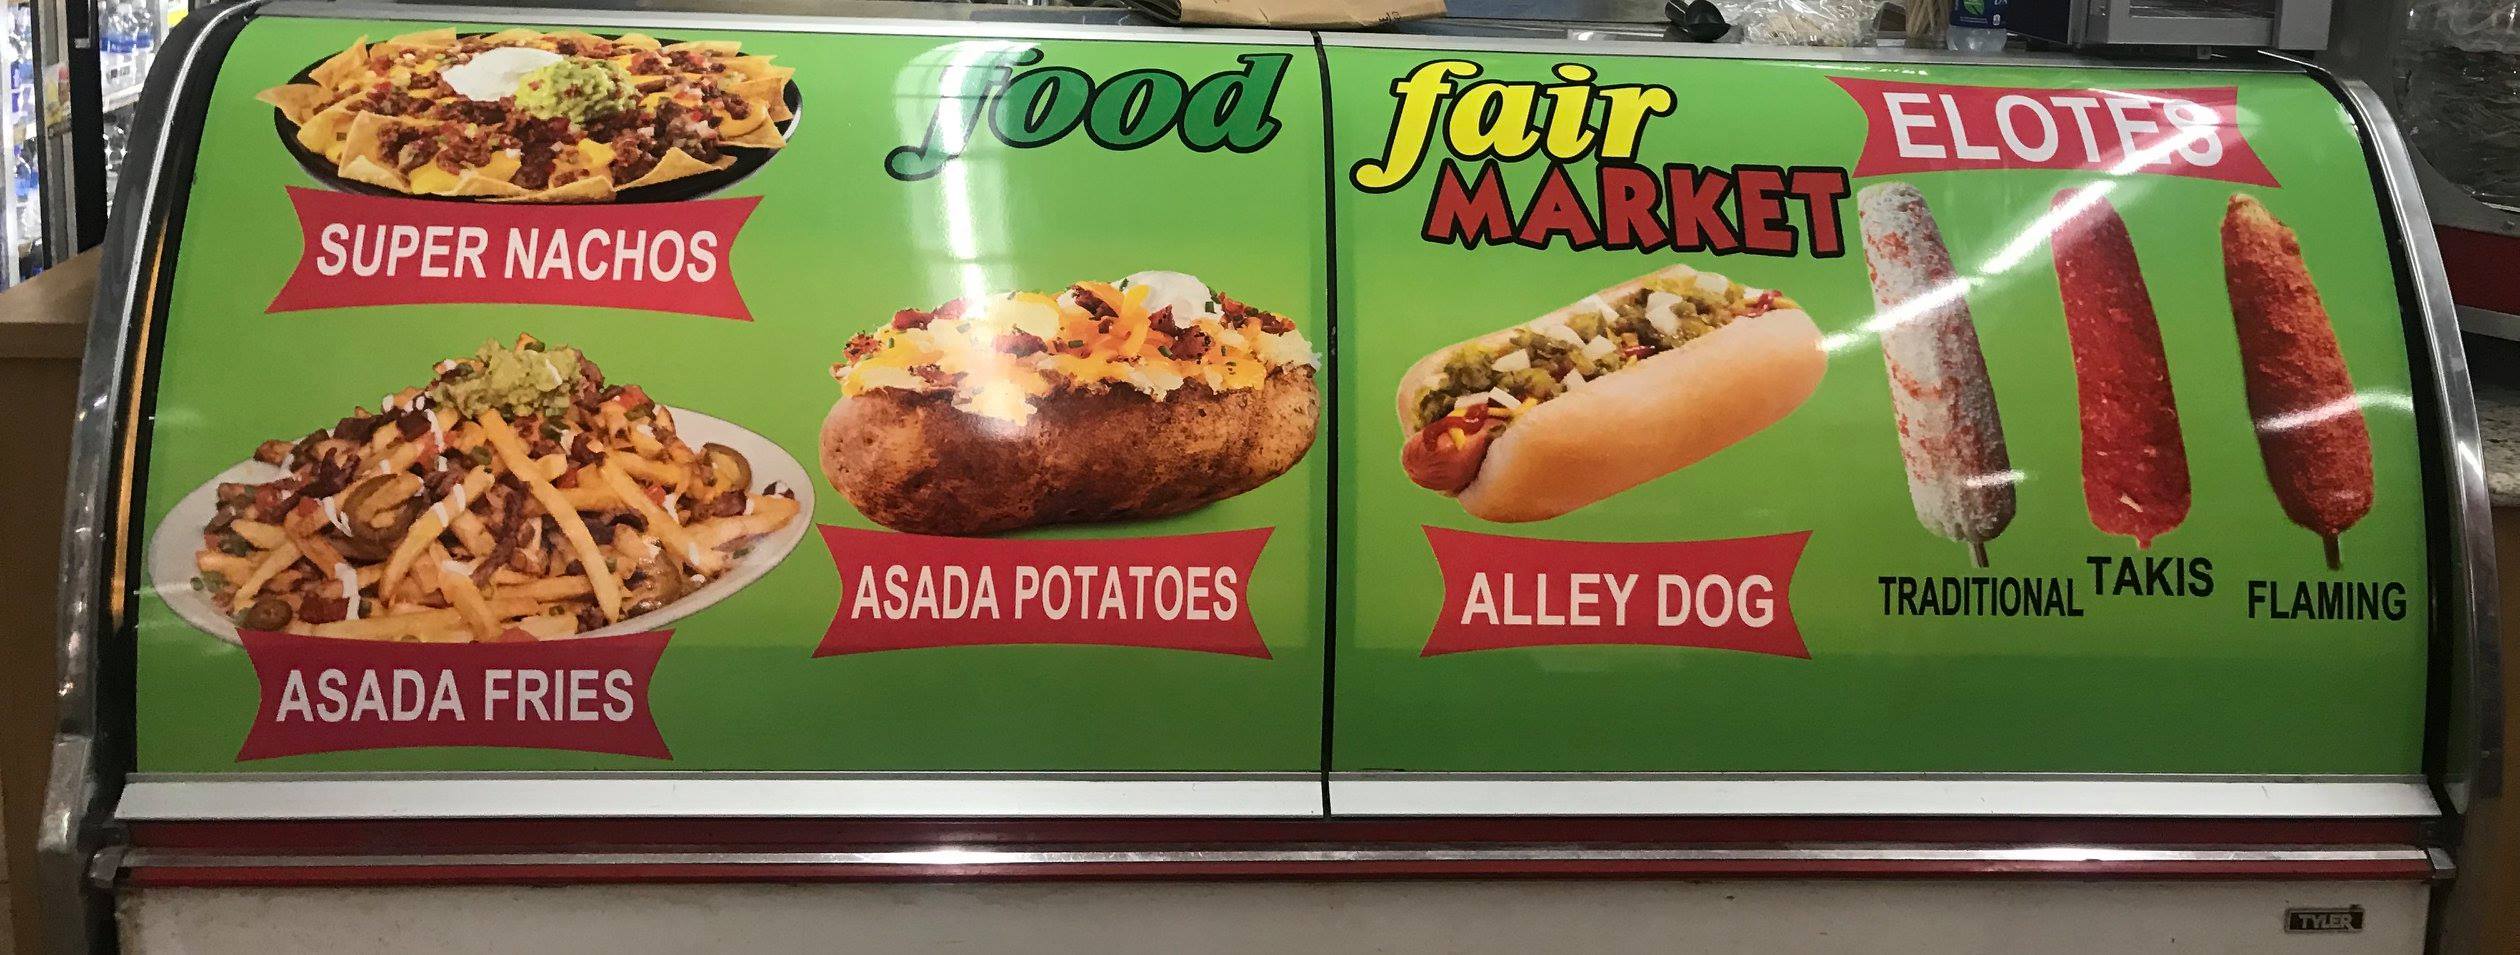 food
fair
MARKET
ELOTES
SUPER NACHOS
ASADA POTATOES
ALLEY DOG
TRADITIONAL
TAKIS
FLAMING
ASADA FRIES
TYLER